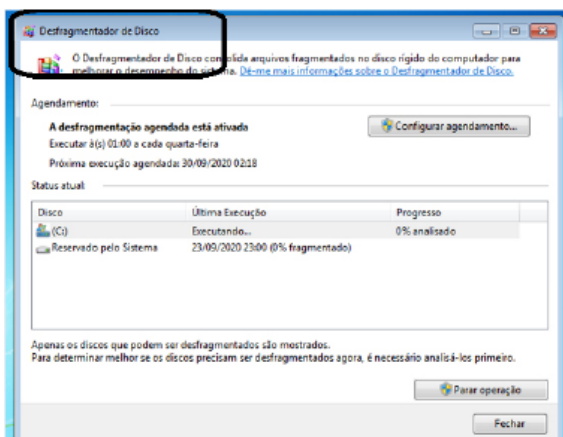 Desfragmentador de Disco
O Desfragmentador de Disco consolida arquivos fragmentados no disco rígido do computador para
melhorar o desempenho do sistema. Dê-me mais informações sobre o Desfragmentador de Disco.
Agendamento:
A desfragmentação agendada está ativada
Configurar agendamento...
Executar à(s) 01:00 a cada quarta-feira
Próxima execução agendada: 30/09/2020 02:18
Status atual:
Disco Última Execução Progresso
(C:) Executando... 0% analisado
Reservado pelo Sistema 23/09/2020 23:00 (0% fragmentado)
Apenas os discos que podem ser desfragmentados são mostrados.
Para determinar melhor se os discos precisam ser desfragmentados agora, é necessário analisá-los primeiro.
Parar operação
Fechar